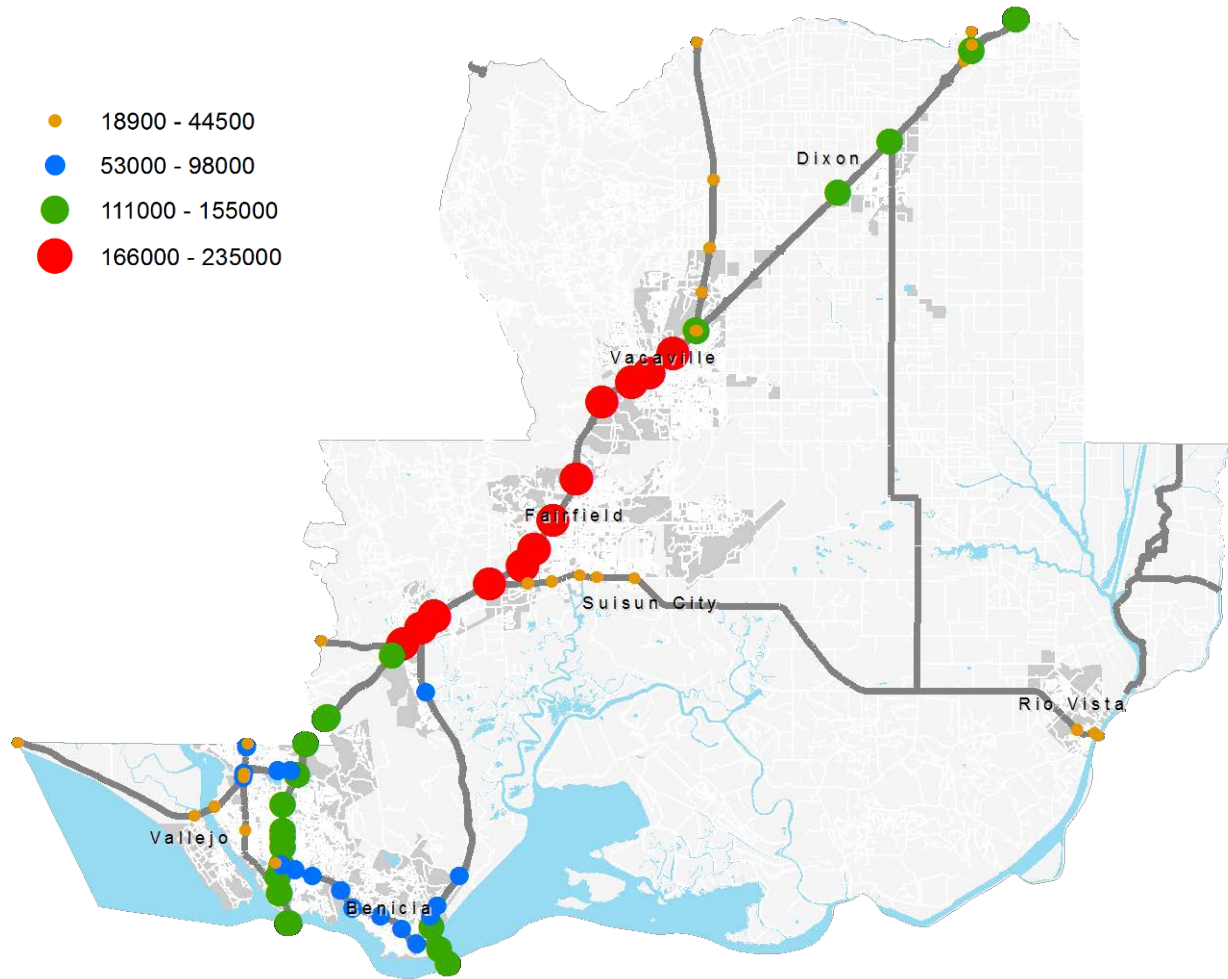 18900 - 44500
53000 - 98000
111000 - 155000
166000 - 235000
Dixon
Vacaville
Fairfield
Suisun City
Rio Vista
Vallejo
Benicia